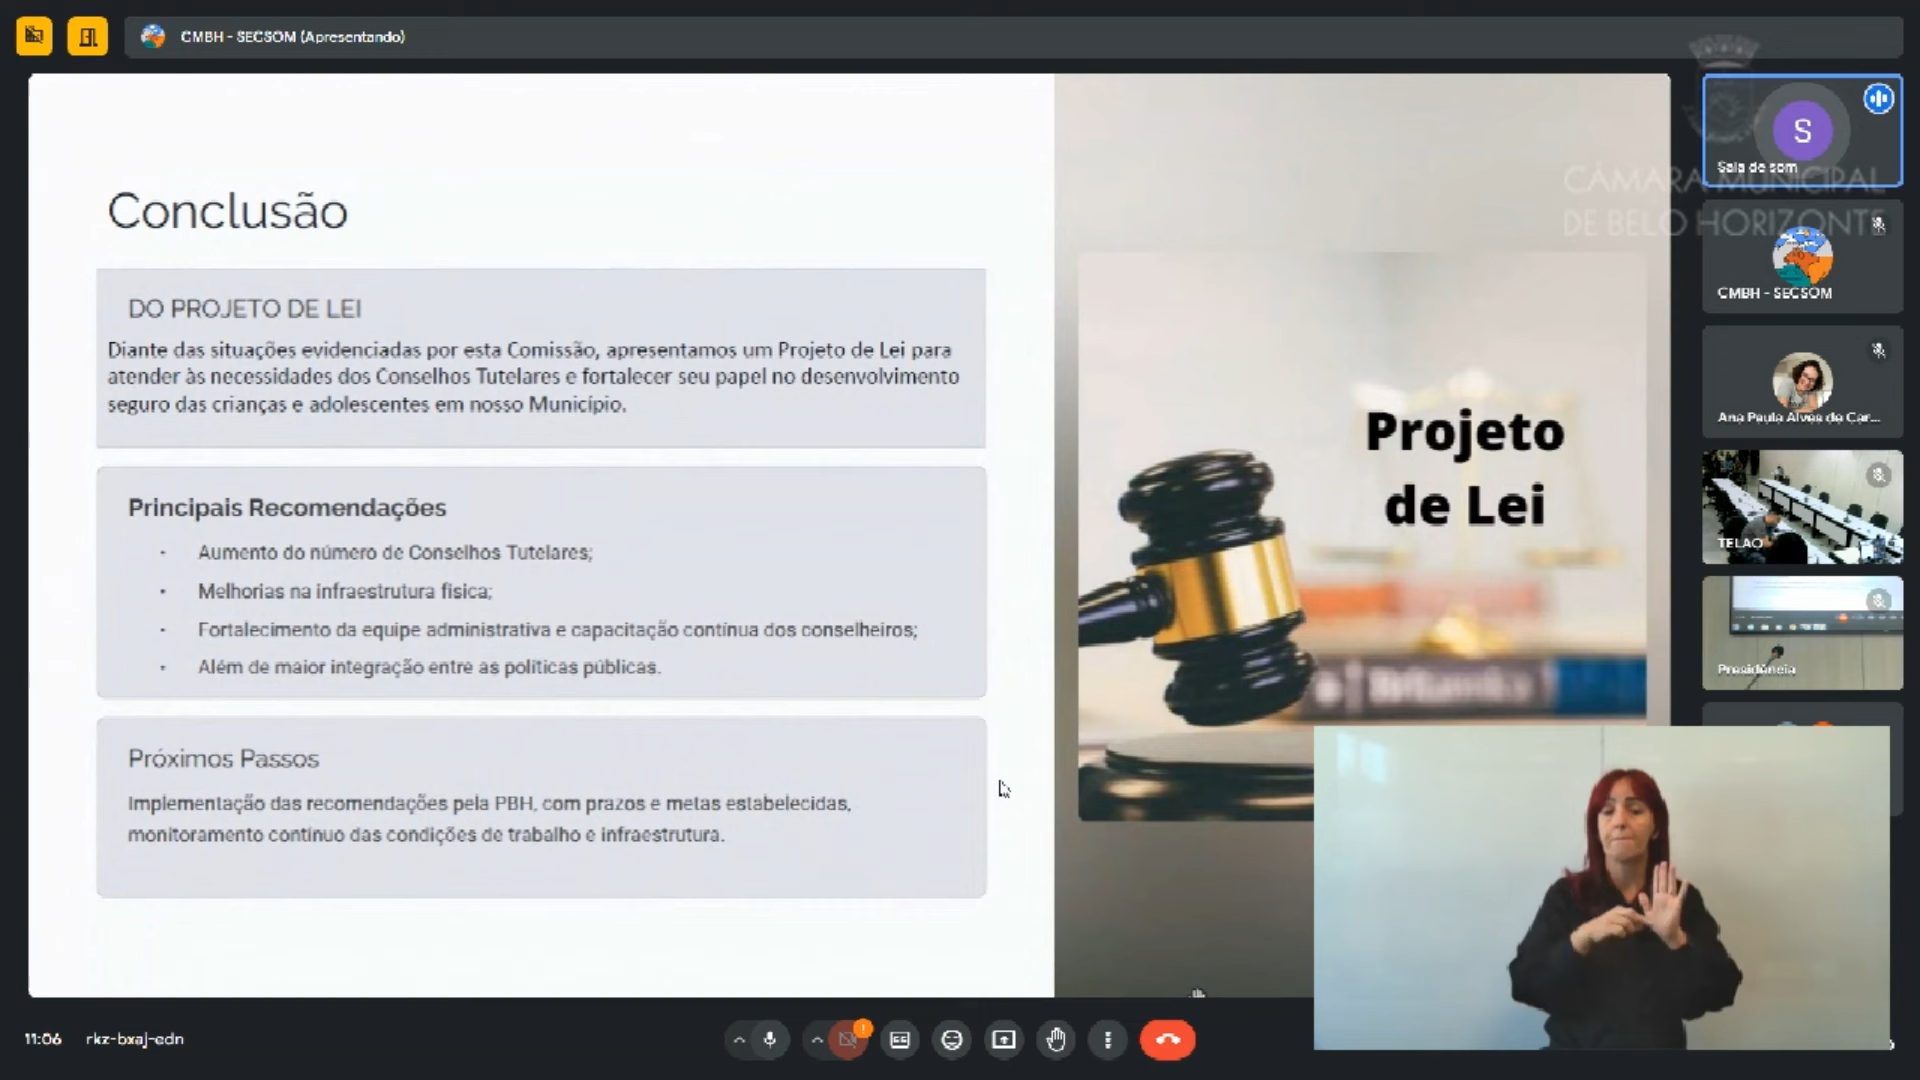 CMBH - SECSOM (Apresentando)
Conclusão
DO PROJETO DE LEI
Diante das situações evidenciadas por esta Comissão, apresentamos um Projeto de Lei para
atender às necessidades dos Conselhos Tutelares e fortalecer seu papel no desenvolvimento
seguro das crianças e adolescentes em nosso Município.
Principais Recomendações
· Aumento do número de Conselhos Tutelares;
· Melhorias na infraestrutura física;
· Fortalecimento da equipe administrativa e capacitação contínua dos conselheiros;
· Além de maior integração entre as políticas públicas.
Próximos Passos
Implementação das recomendações pela PBH, com prazos e metas estabelecidas,
monitoramento contínuo das condições de trabalho e infraestrutura.
Projeto
de Lei
CÂMARA MUNICIPAL
DE BELO HORIZONTE
S
Sala de som
CMBH - SECSOM
Ana Paula Alves de Car...
TELAO
Presidência
11:06
rkz-bxaj-edn